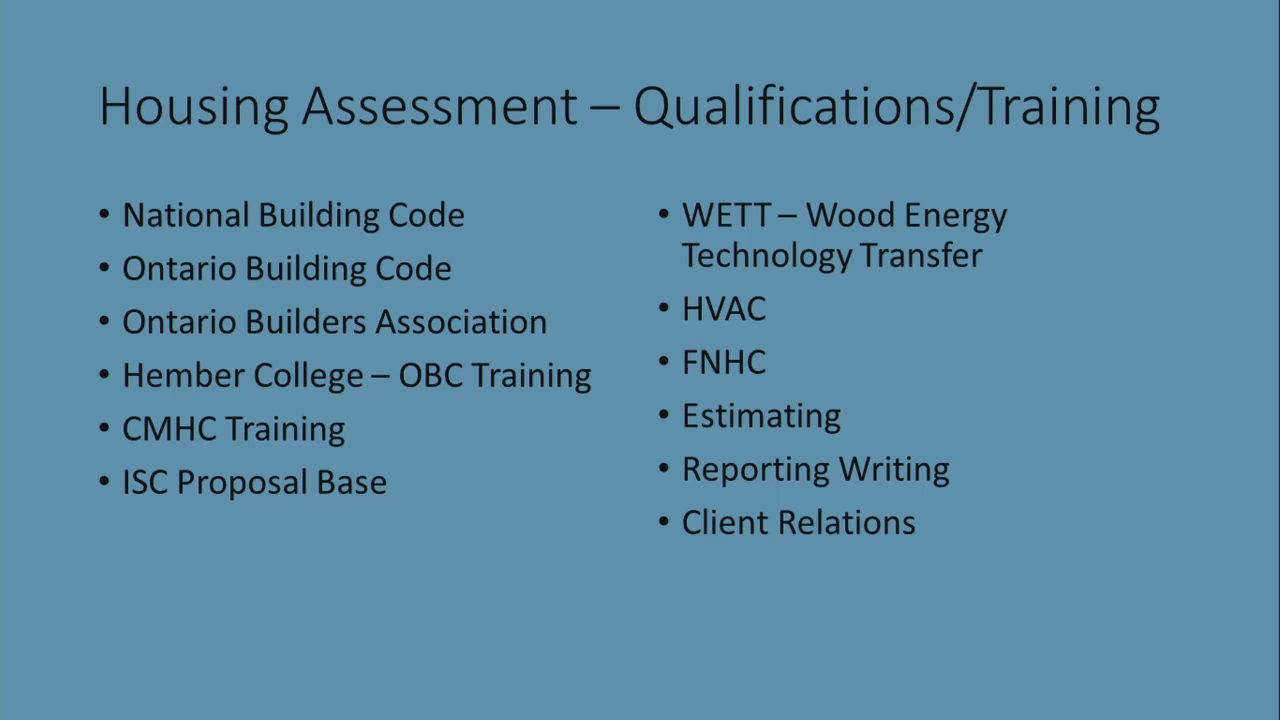 Housing Assessment – Qualifications/Training
• National Building Code
• Ontario Building Code
• Ontario Builders Association
• Hember College – OBC Training
• CMHC Training
• ISC Proposal Base
• WETT – Wood Energy
Technology Transfer
• HVAC
• FNHC
• Estimating
• Reporting Writing
• Client Relations